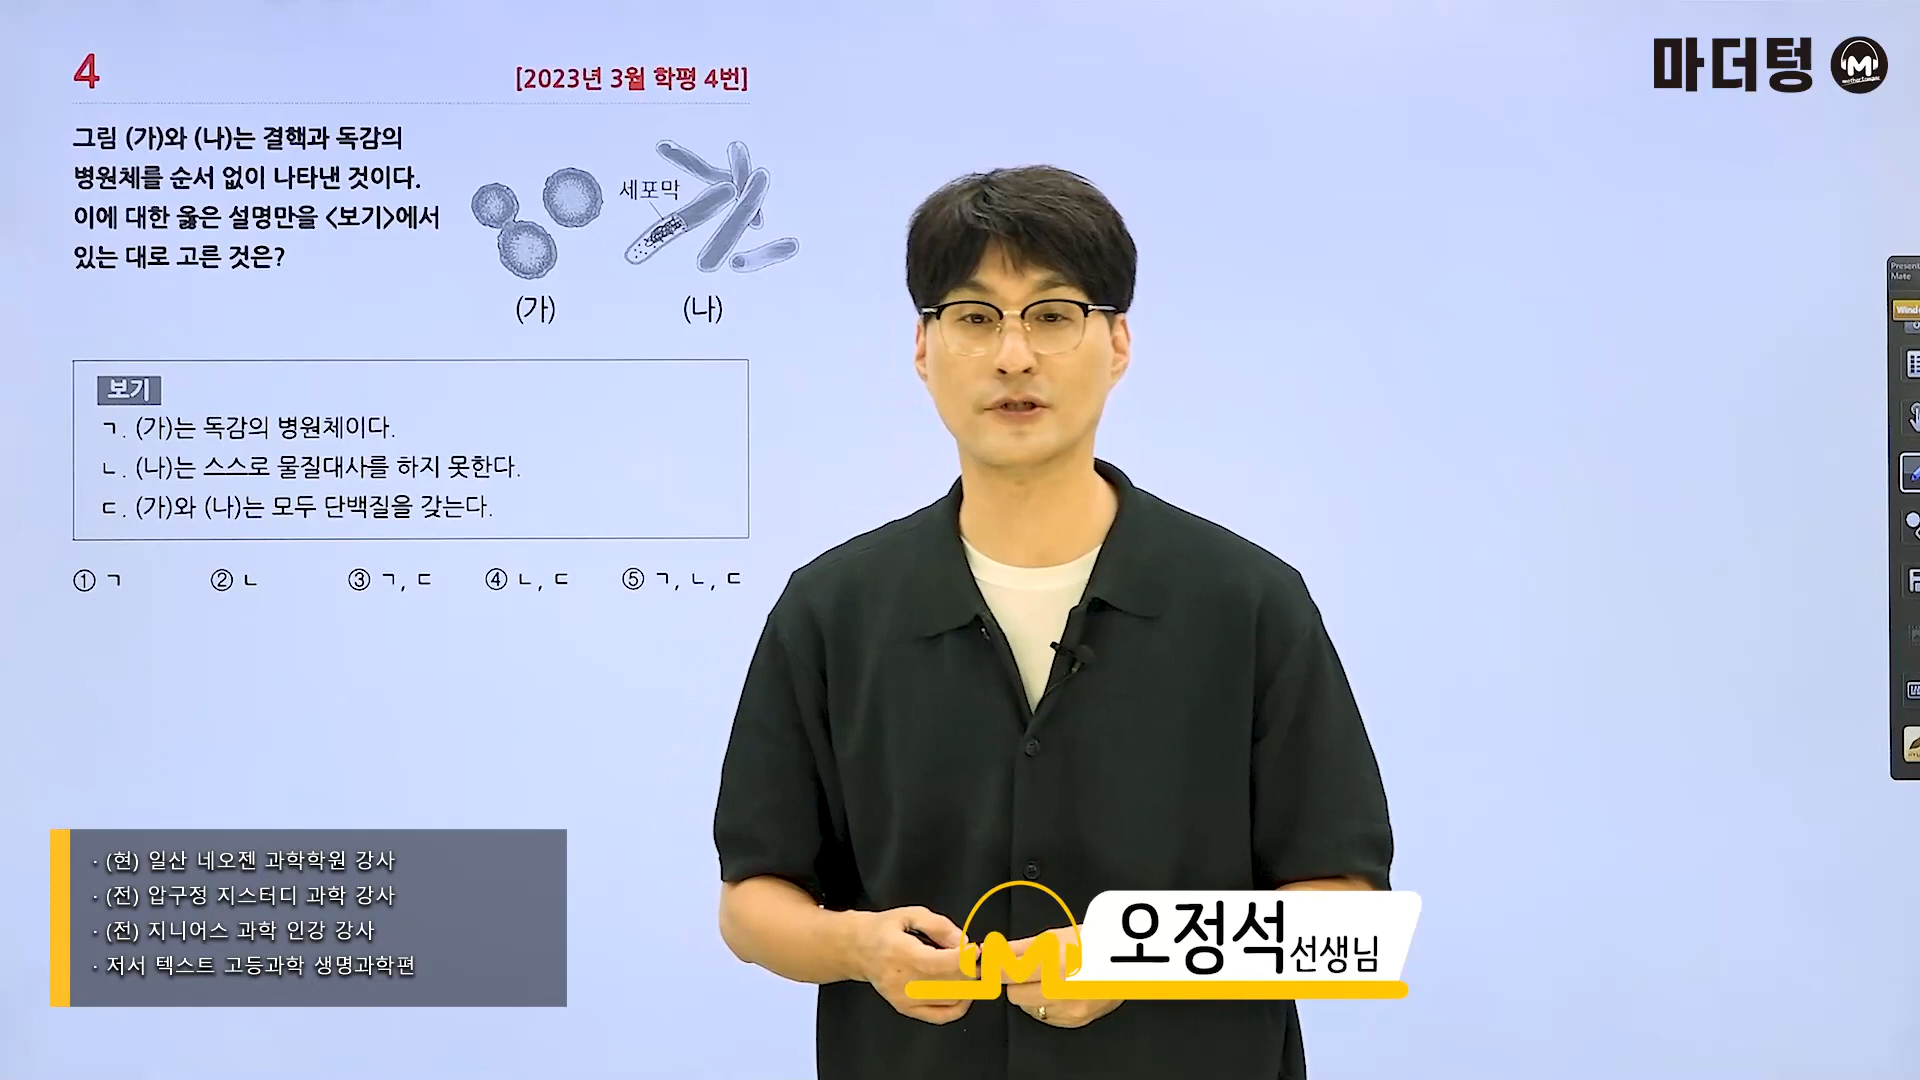 4
[2023년 3월 학평 4번]
그림 (가)와 (나)는 결핵과 독감의
병원체를 순서 없이 나타낸 것이다.
이에 대한 옳은 설명만을 <보기>에서
있는 대로 고른 것은?
세포막
(가)
(나)
보기
ㄱ. (가)는 독감의 병원체이다.
ㄴ. (나)는 스스로 물질대사를 하지 못한다.
ㄷ. (가)와 (나)는 모두 단백질을 갖는다.
① ㄱ ② ㄴ ③ ㄱ, ㄷ ④ ㄴ, ㄷ ⑤ ㄱ, ㄴ, ㄷ
마더텅 M
· (현) 일산 네오젠 과학학원 강사
· (전) 압구정 지스터디 과학 강사
· (전) 지니어스 과학 인강 강사
· 저서 텍스트 고등과학 생명과학편
M 오정석 선생님